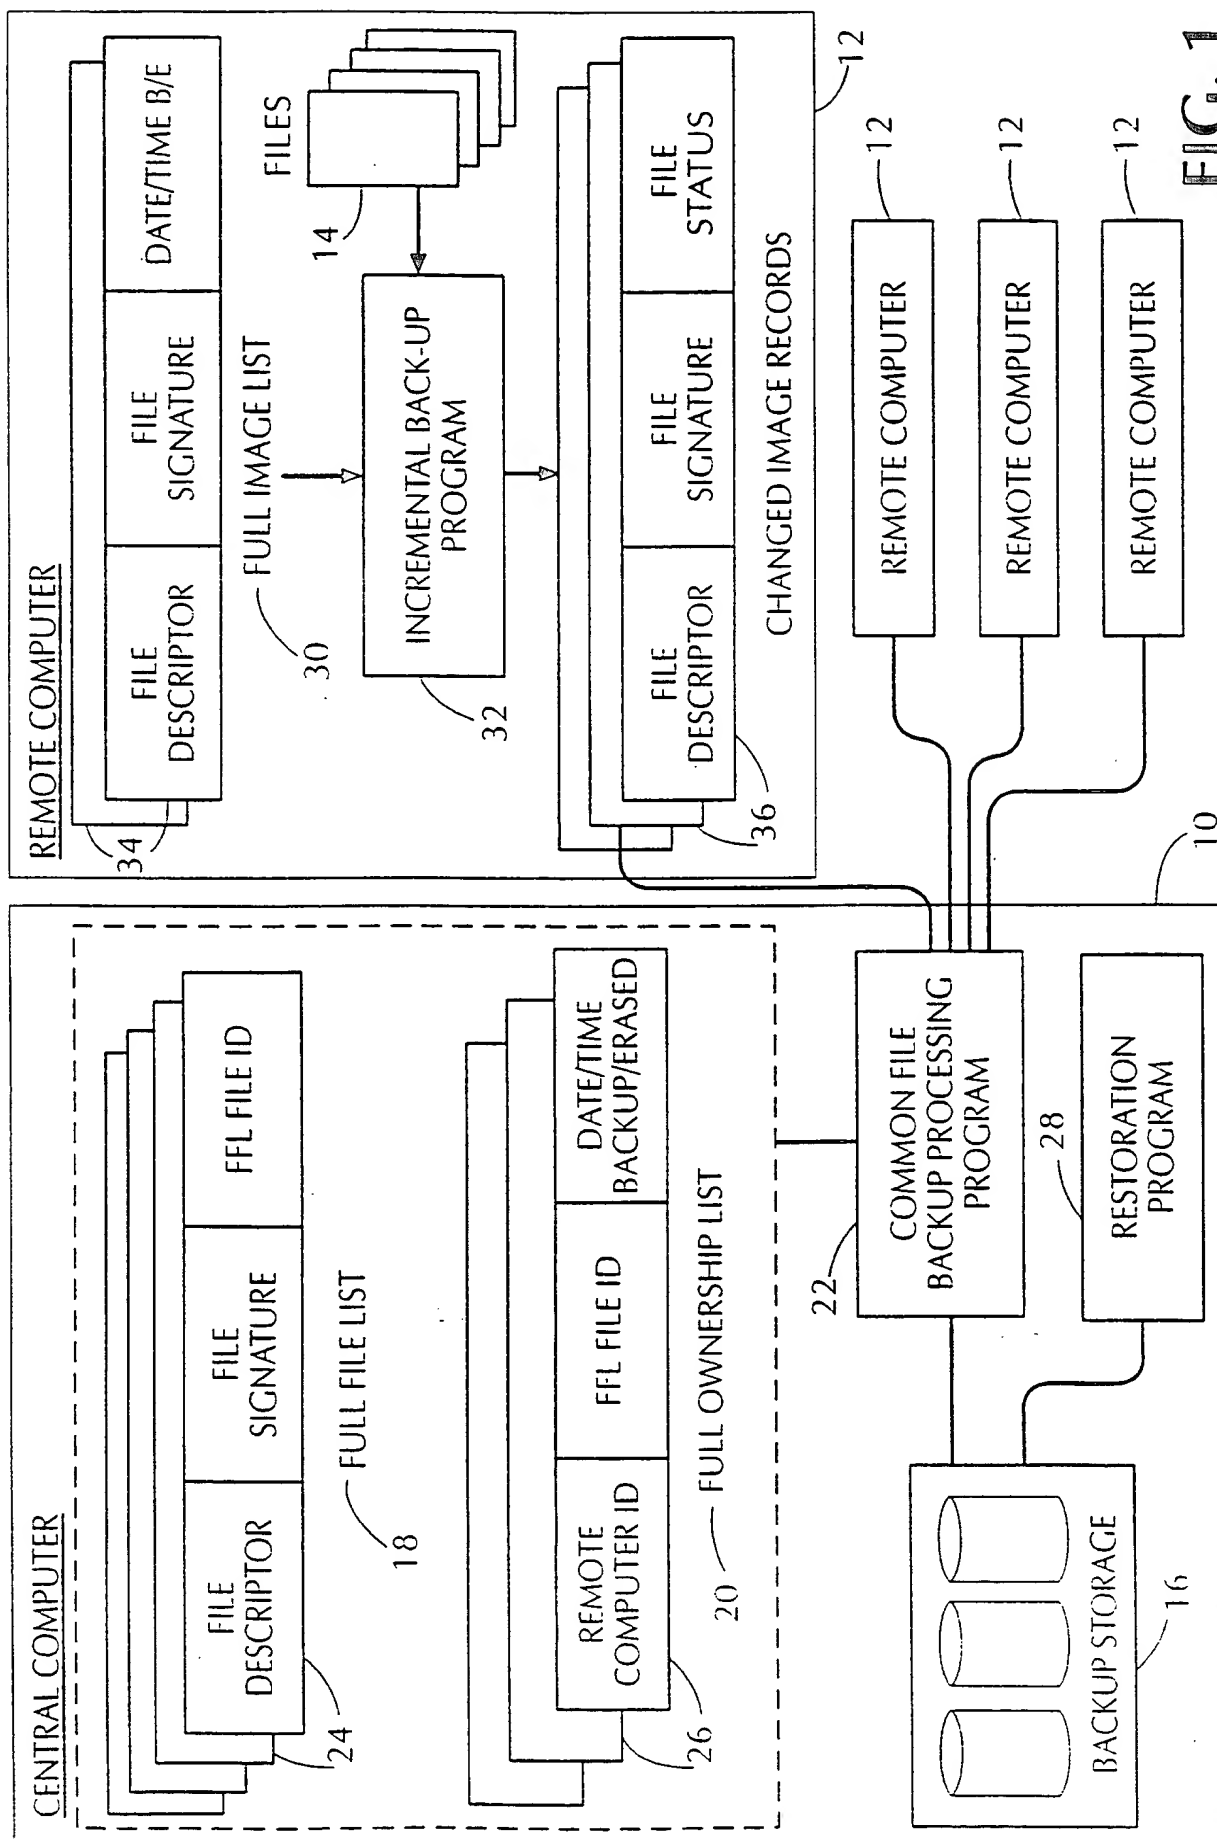 CENTRAL COMPUTER
FILE
DESCRIPTOR
FILE
SIGNATURE
FFL FILE ID
24
18
FULL FILE LIST
REMOTE
COMPUTER ID
FFL FILE ID
DATE/TIME
BACKUP/ERASED
26
20
FULL OWNERSHIP LIST
22
COMMON FILE
BACKUP PROCESSING
PROGRAM
28
RESTORATION
PROGRAM
BACKUP STORAGE
16
10
REMOTE COMPUTER
34
FILE
DESCRIPTOR
FILE
SIGNATURE
DATE/TIME B/E
30
FULL IMAGE LIST
FILES
14
32
INCREMENTAL BACK-UP
PROGRAM
FILE
DESCRIPTOR
FILE
SIGNATURE
FILE
STATUS
36
CHANGED IMAGE RECORDS
12
REMOTE COMPUTER
12
REMOTE COMPUTER
12
REMOTE COMPUTER
12
FIG. 1